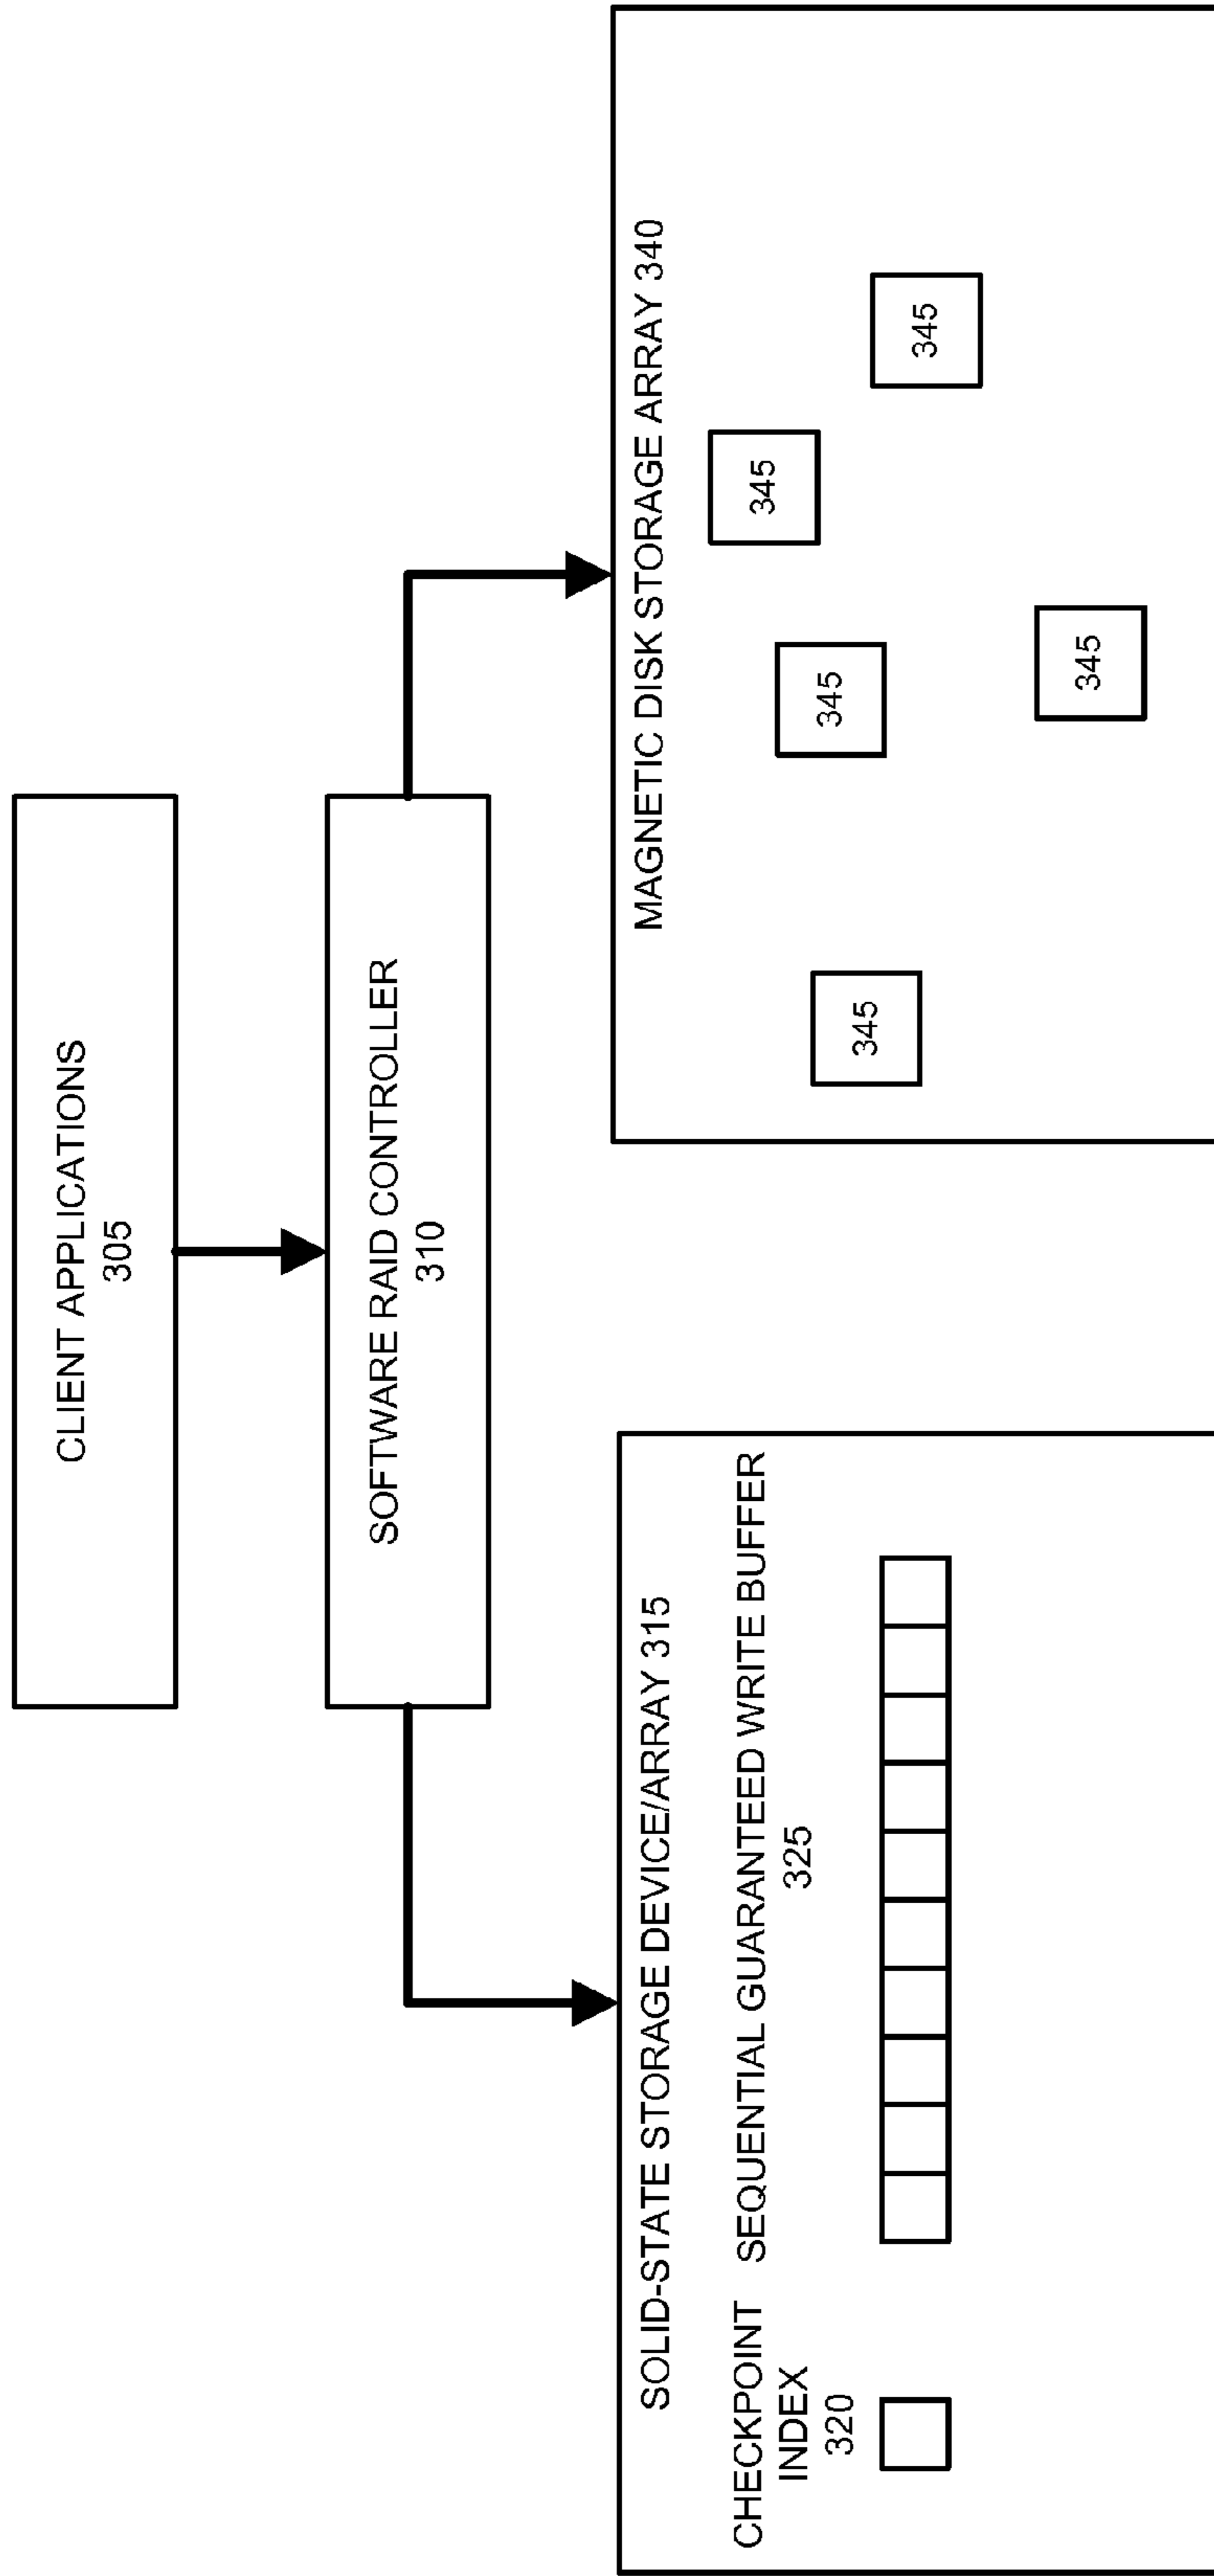 CLIENT APPLICATIONS
305
SOFTWARE RAID CONTROLLER
310
SOLID-STATE STORAGE DEVICE/ARRAY 315
CHECKPOINT
INDEX
320
SEQUENTIAL GUARANTEED WRITE BUFFER
325
MAGNETIC DISK STORAGE ARRAY 340
345
345
345
345
345